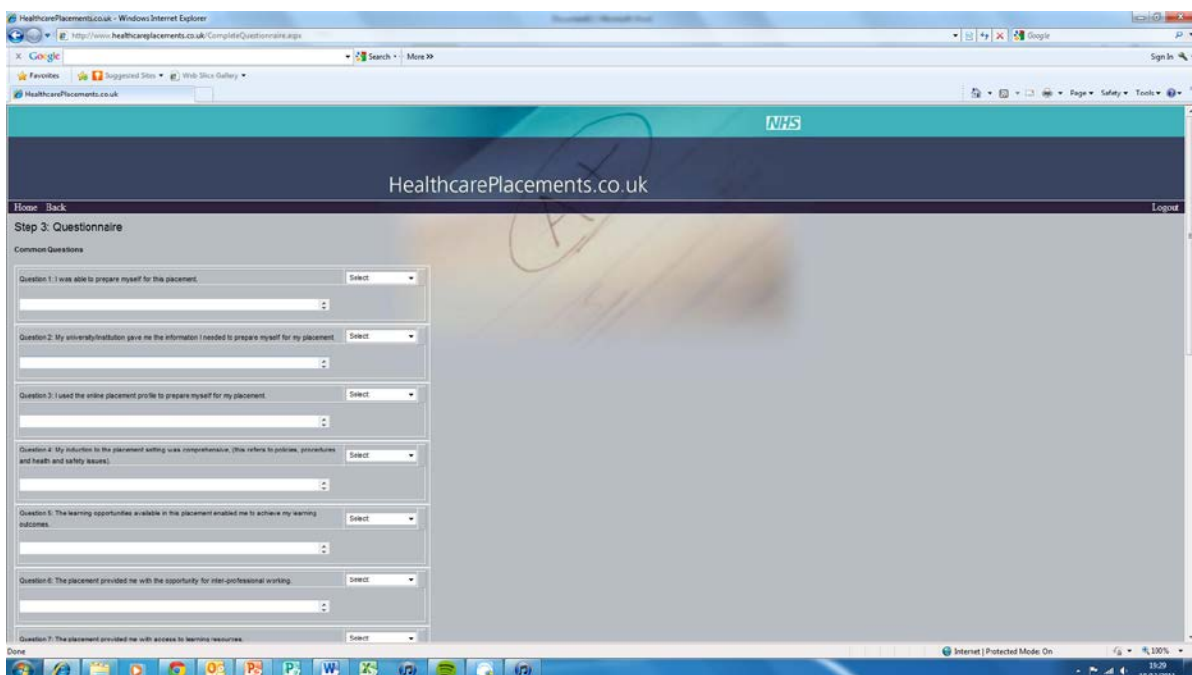 HealthcarePlacements.co.uk - Windows Internet Explorer
http://www.healthcareplacements.co.uk/CompleteQuestionnaire.aspx
Google
x Google
Search
More »
Sign In
Favorites
Suggested Sites
Web Slice Gallery
HealthcarePlacements.co.uk
Page
Safety
Tools
NHS
A+
HealthcarePlacements.co.uk
Home Back
Logout
Step 3: Questionnaire
Common Questions
Question 1: I was able to prepare myself for this placement.
Select
Question 2: My university/institution gave me the information I needed to prepare myself for my placement.
Select
Question 3: I used the online placement profile to prepare myself for my placement.
Select
Question 4: My induction to the placement setting was comprehensive, (this refers to policies, procedures
and health and safety issues).
Select
Question 5: The learning opportunities available in this placement enabled me to achieve my learning
outcomes.
Select
Question 6: The placement provided me with the opportunity for inter-professional working.
Select
Question 7: The placement provided me with access to learning resources.
Select
Done
Internet | Protected Mode: On
100%
19:29